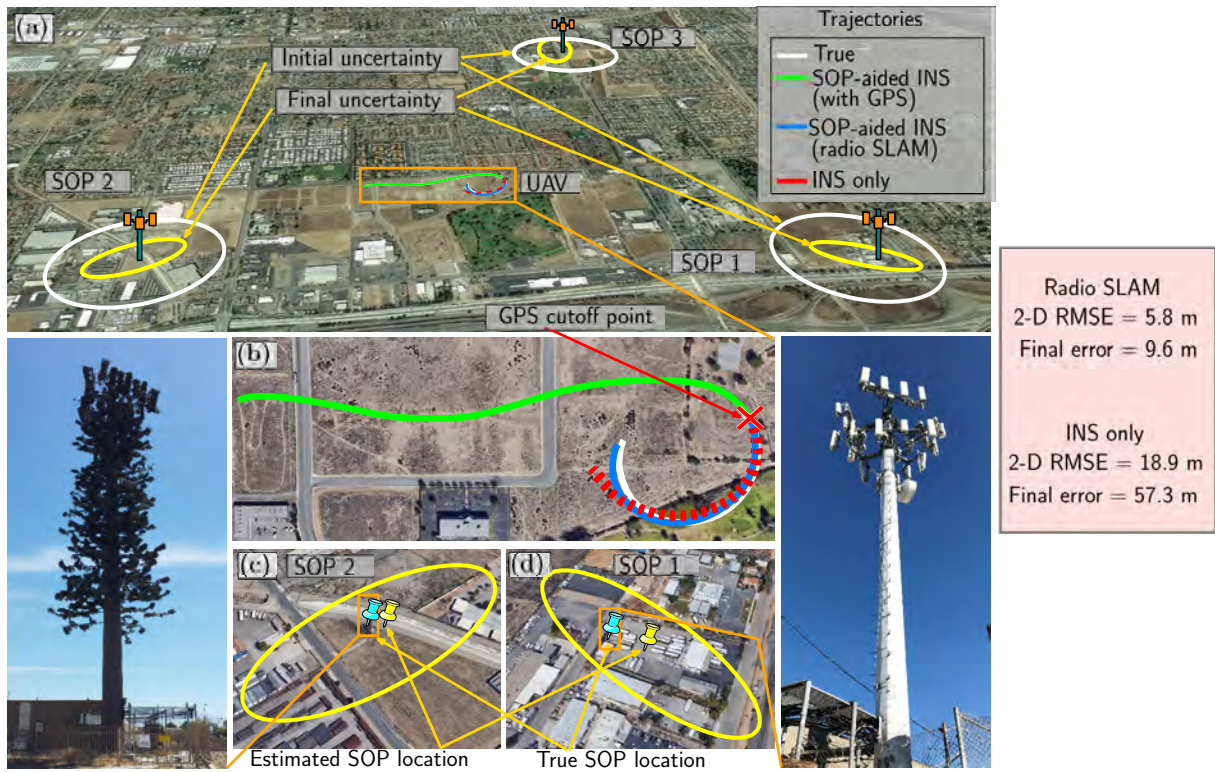 (a)
SOP 3
Initial uncertainty
Final uncertainty
SOP 2
UAV
SOP 1
Trajectories
True
SOP-aided INS
(with GPS)
SOP-aided INS
(radio SLAM)
INS only
GPS cutoff point
(b)
(c)
SOP 2
(d)
SOP 1
Estimated SOP location
True SOP location
Radio SLAM
2-D RMSE = 5.8 m
Final error = 9.6 m
INS only
2-D RMSE = 18.9 m
Final error = 57.3 m